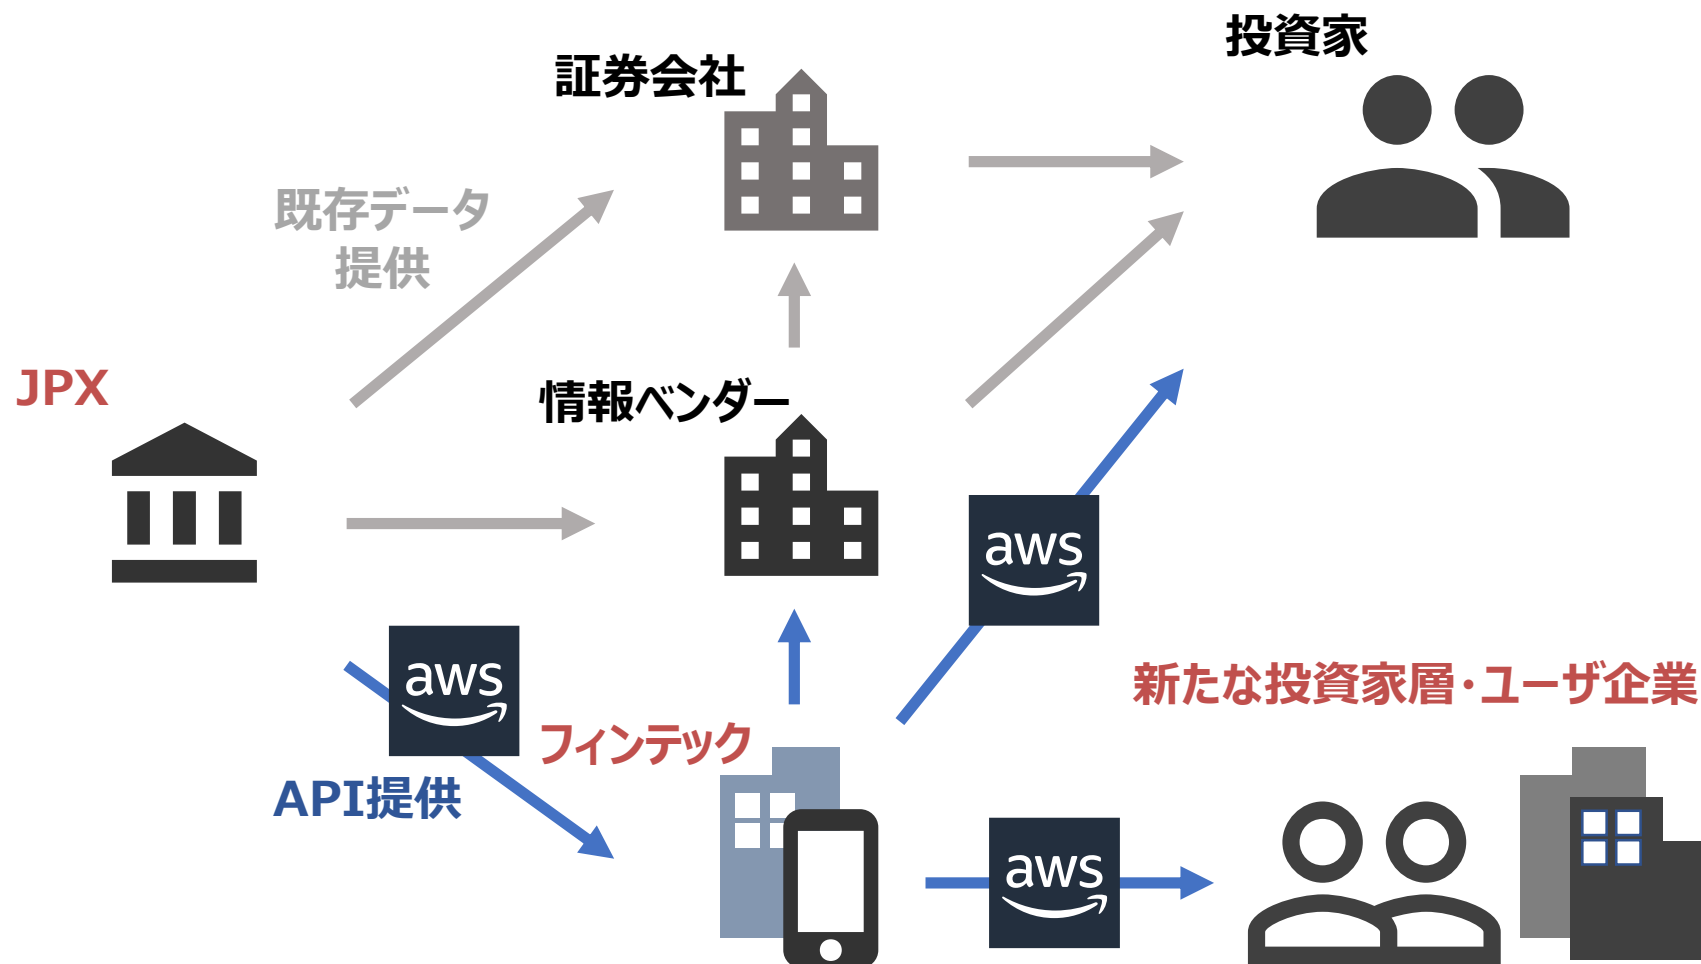 投資家
証券会社
既存データ
提供
JPX
情報ベンダー
aws
aws
新たな投資家層・ユーザ企業
フィンテック
API提供
aws